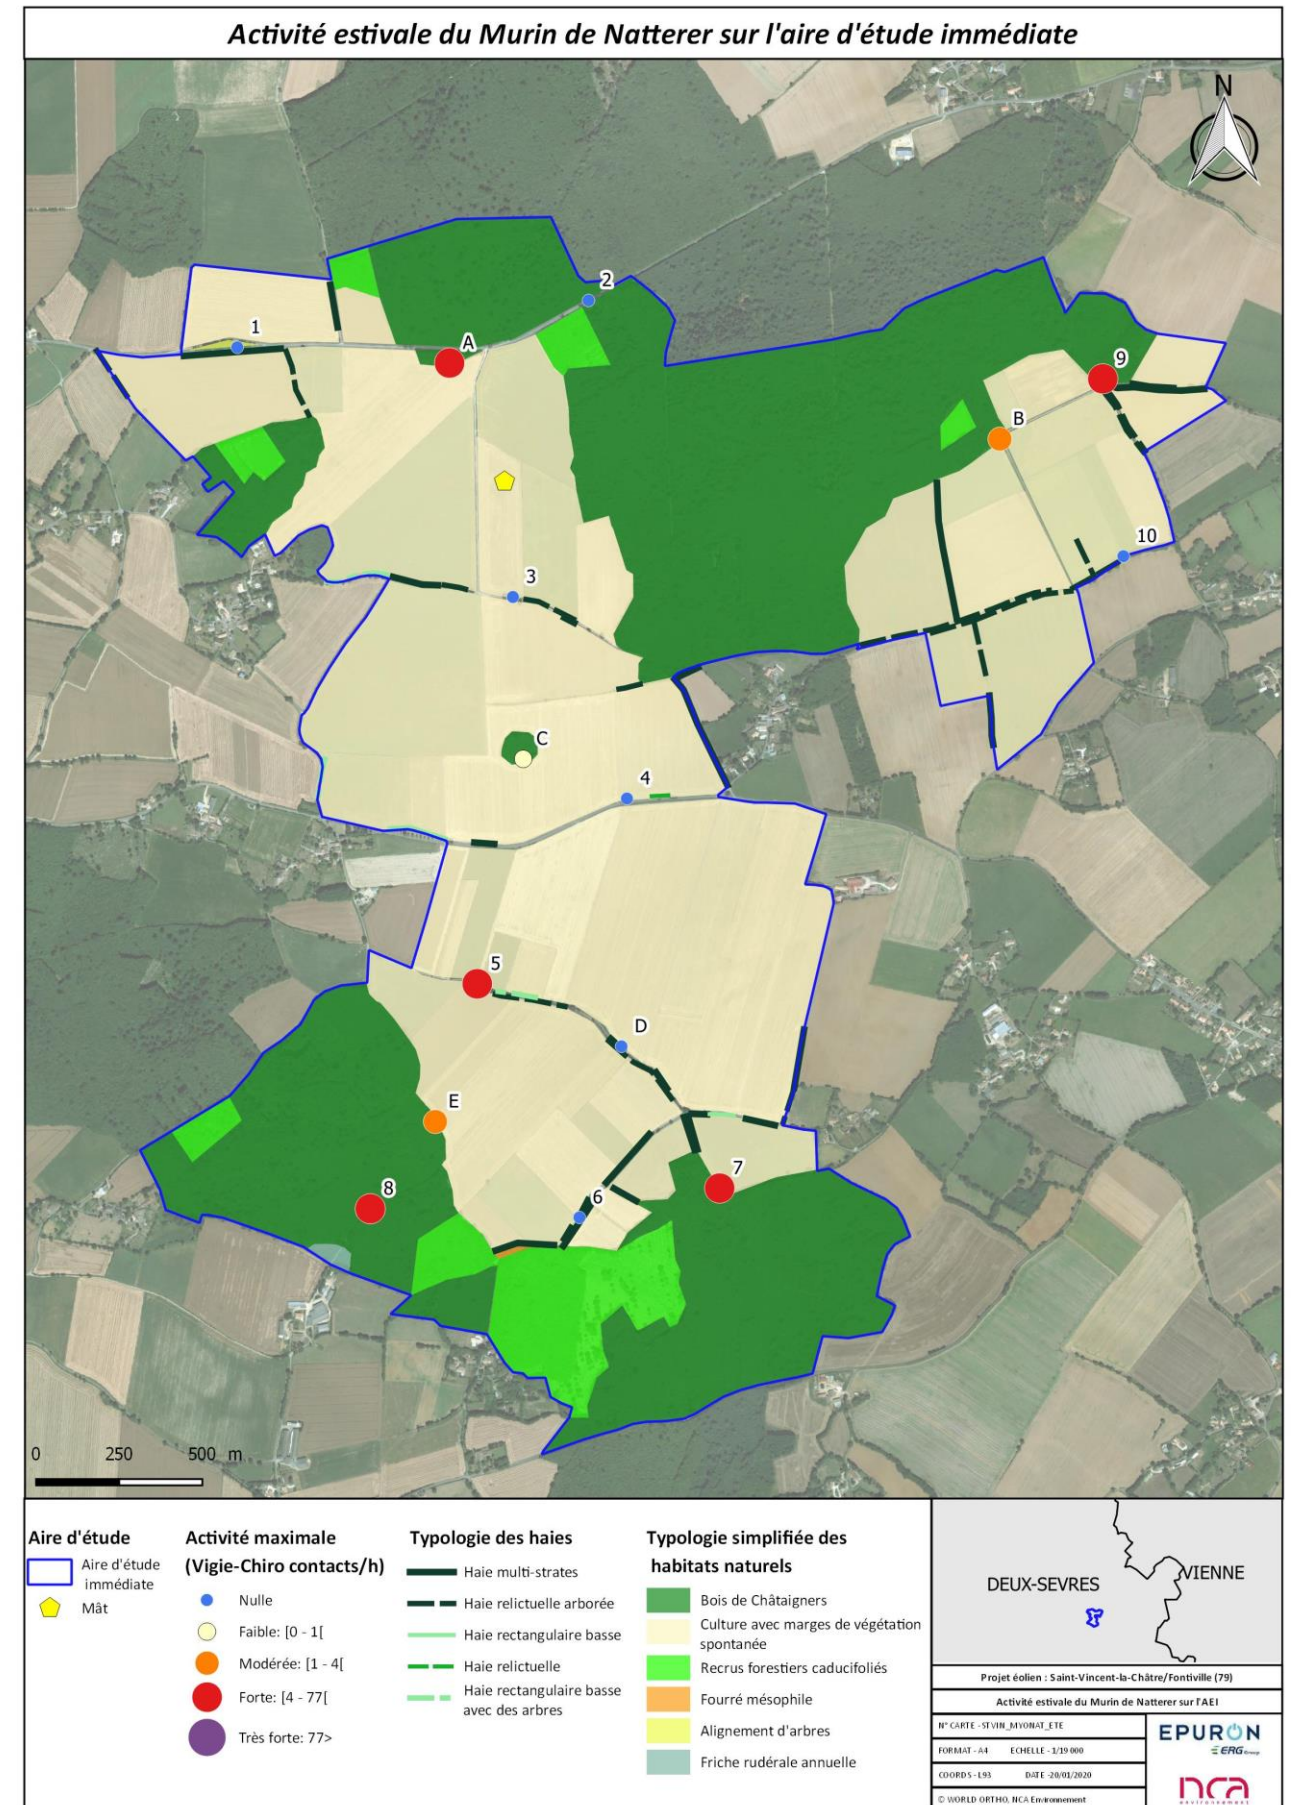 Activité estivale du Murin de Natterer sur l'aire d'étude immédiate
N
2
1
A
9
B
10
3
C
4
5
D
E
7
8
6
0 250 500 m
Aire d'étude
Aire d'étude
immédiate
Mât
Activité maximale
(Vigie-Chiro contacts/h)
Nulle
Faible: [0 - 1[
Modérée: [1 - 4[
Forte: [4 - 77[
Très forte: 77>
Typologie des haies
Haie multi-strates
Haie relictuelle arborée
Haie rectangulaire basse
Haie relictuelle
Haie rectangulaire basse
avec des arbres
Typologie simplifiée des
habitats naturels
Bois de Châtaigners
Culture avec marges de végétation
spontanée
Recrus forestiers caducifoliés
Fourré mésophile
Alignement d'arbres
Friche rudérale annuelle
DEUX-SEVRES
VIENNE
Projet éolien : Saint-Vincent-la-Châtre/Fontiville (79)
Activité estivale du Murin de Natterer sur l'AEI
N° CARTE - STVIN_MYONAT_ETE
FORMAT - A4 ECHELLE - 1/19 000
COORDS - L93 DATE -20/01/2020
© WORLD ORTHO, NCA Environnement
EPURON
ERG Group
nca
environnement